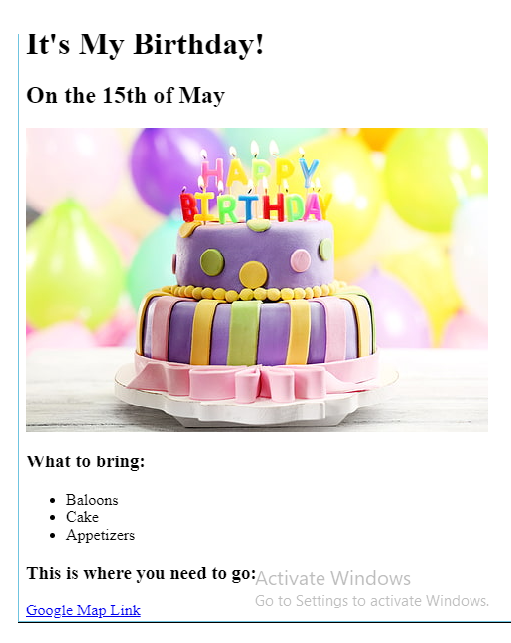 It's My Birthday!
On the 15th of May
HAPPY
BIRTHDAY
What to bring:
Baloons
Cake
Appetizers
This is where you need to go:
Activate Windows
Go to Settings to activate Windows.
Google Map Link